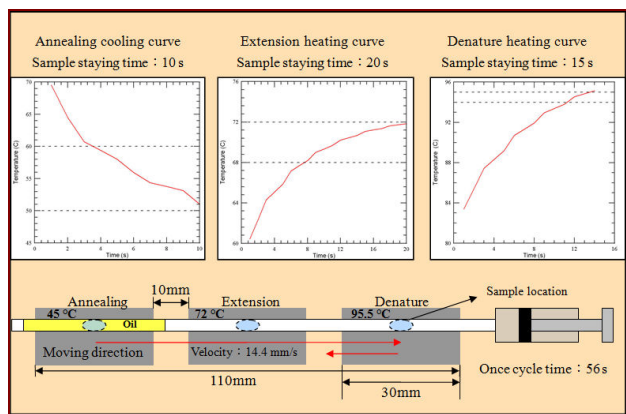 Annealing cooling curve
Sample staying time：10 s
Extension heating curve
Sample staying time：20 s
Denature heating curve
Sample staying time：15 s
70
65
60
55
50
45
Temperature (C)
0
2
4
6
8
10
Time (s)
76
72
68
64
60
Temperature (C)
0
4
8
12
16
20
Time (s)
96
92
88
84
80
Temperature (C)
0
4
8
12
16
Time (s)
Annealing
10mm
Extension
Denature
Sample location
45 °C
72 °C
95.5 °C
Oil
Moving direction
Velocity：14.4 mm/s
Once cycle time：56s
110mm
30mm